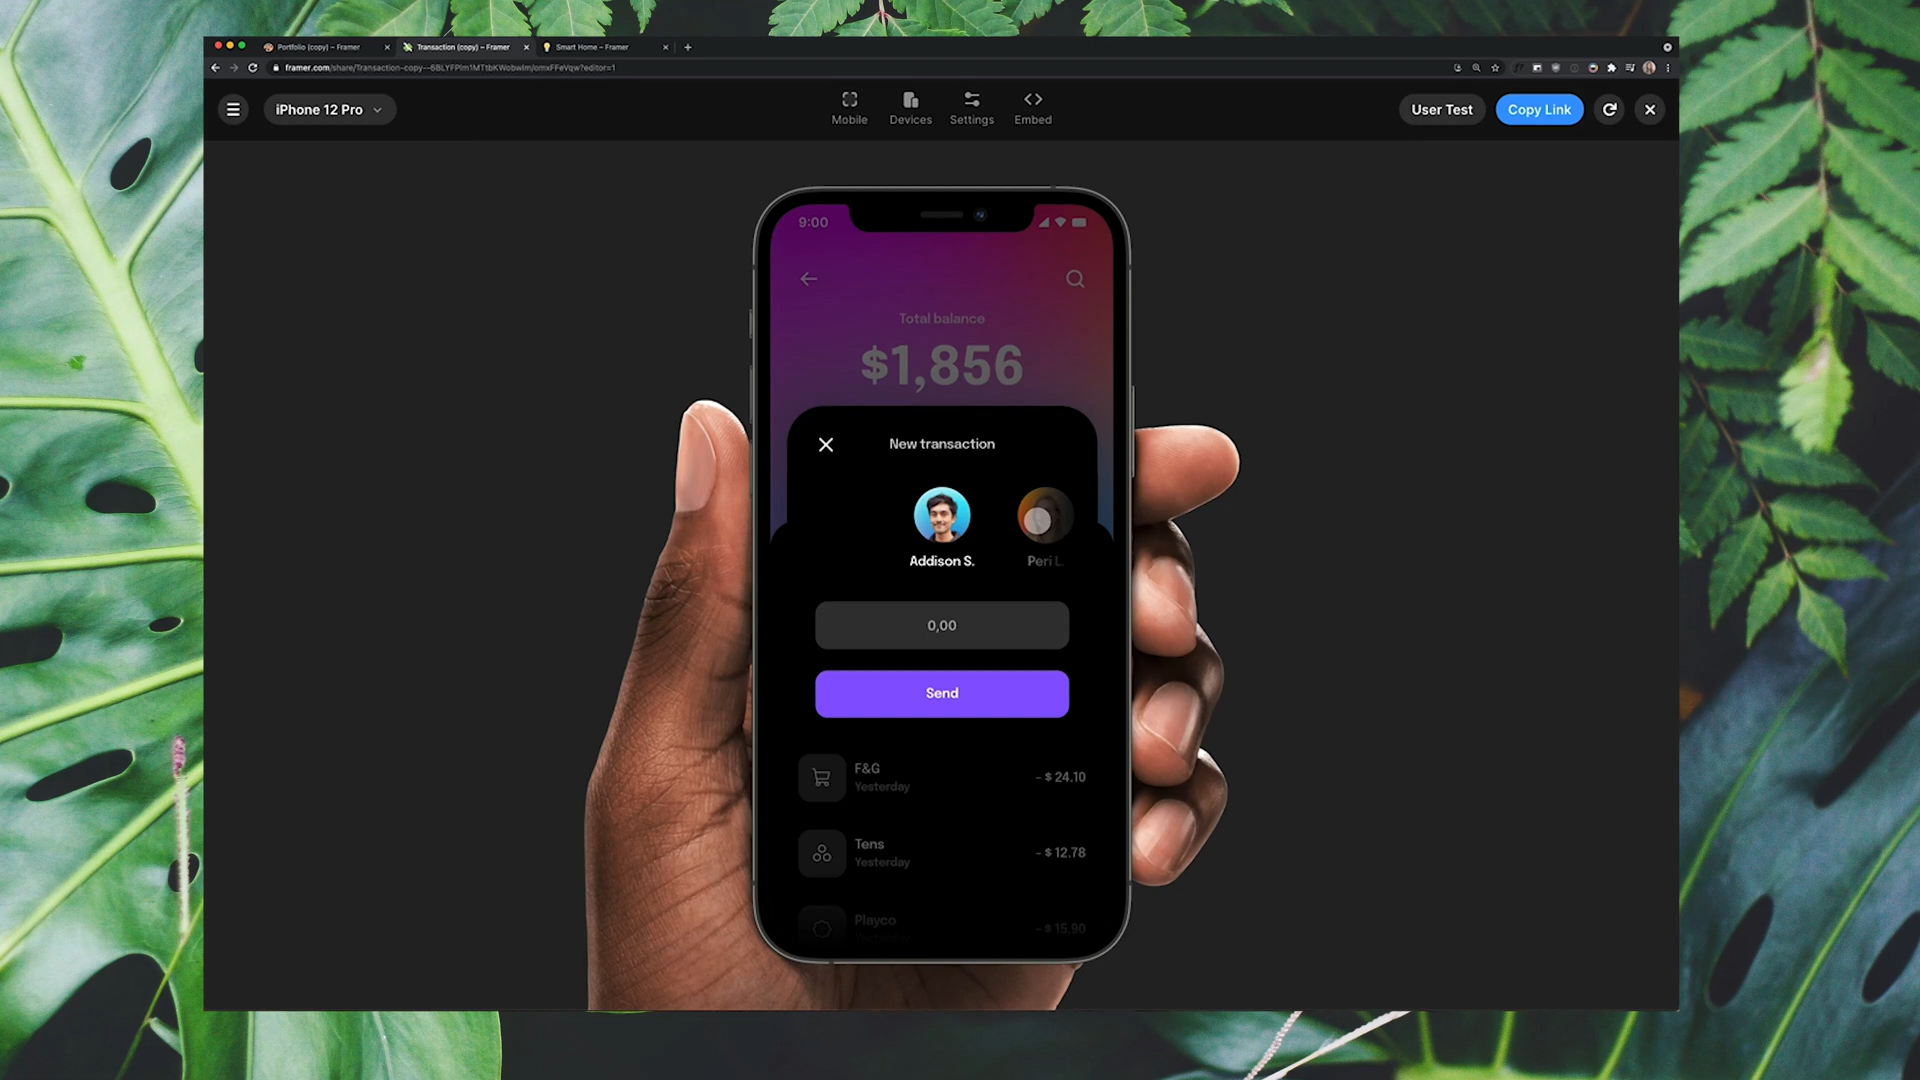 Portfolio (copy) – Framer
Transaction (copy) – Framer
Smart Home – Framer
iPhone 12 Pro
Mobile
Devices
Settings
Embed
User Test
Copy Link
9:00
Total balance
$1,856
New transaction
Addison S.
Peri L.
0,00
Send
F&G
Yesterday
- $ 24.10
Tens
Yesterday
- $ 12.78
Playco
Yesterday
- $ 15.90